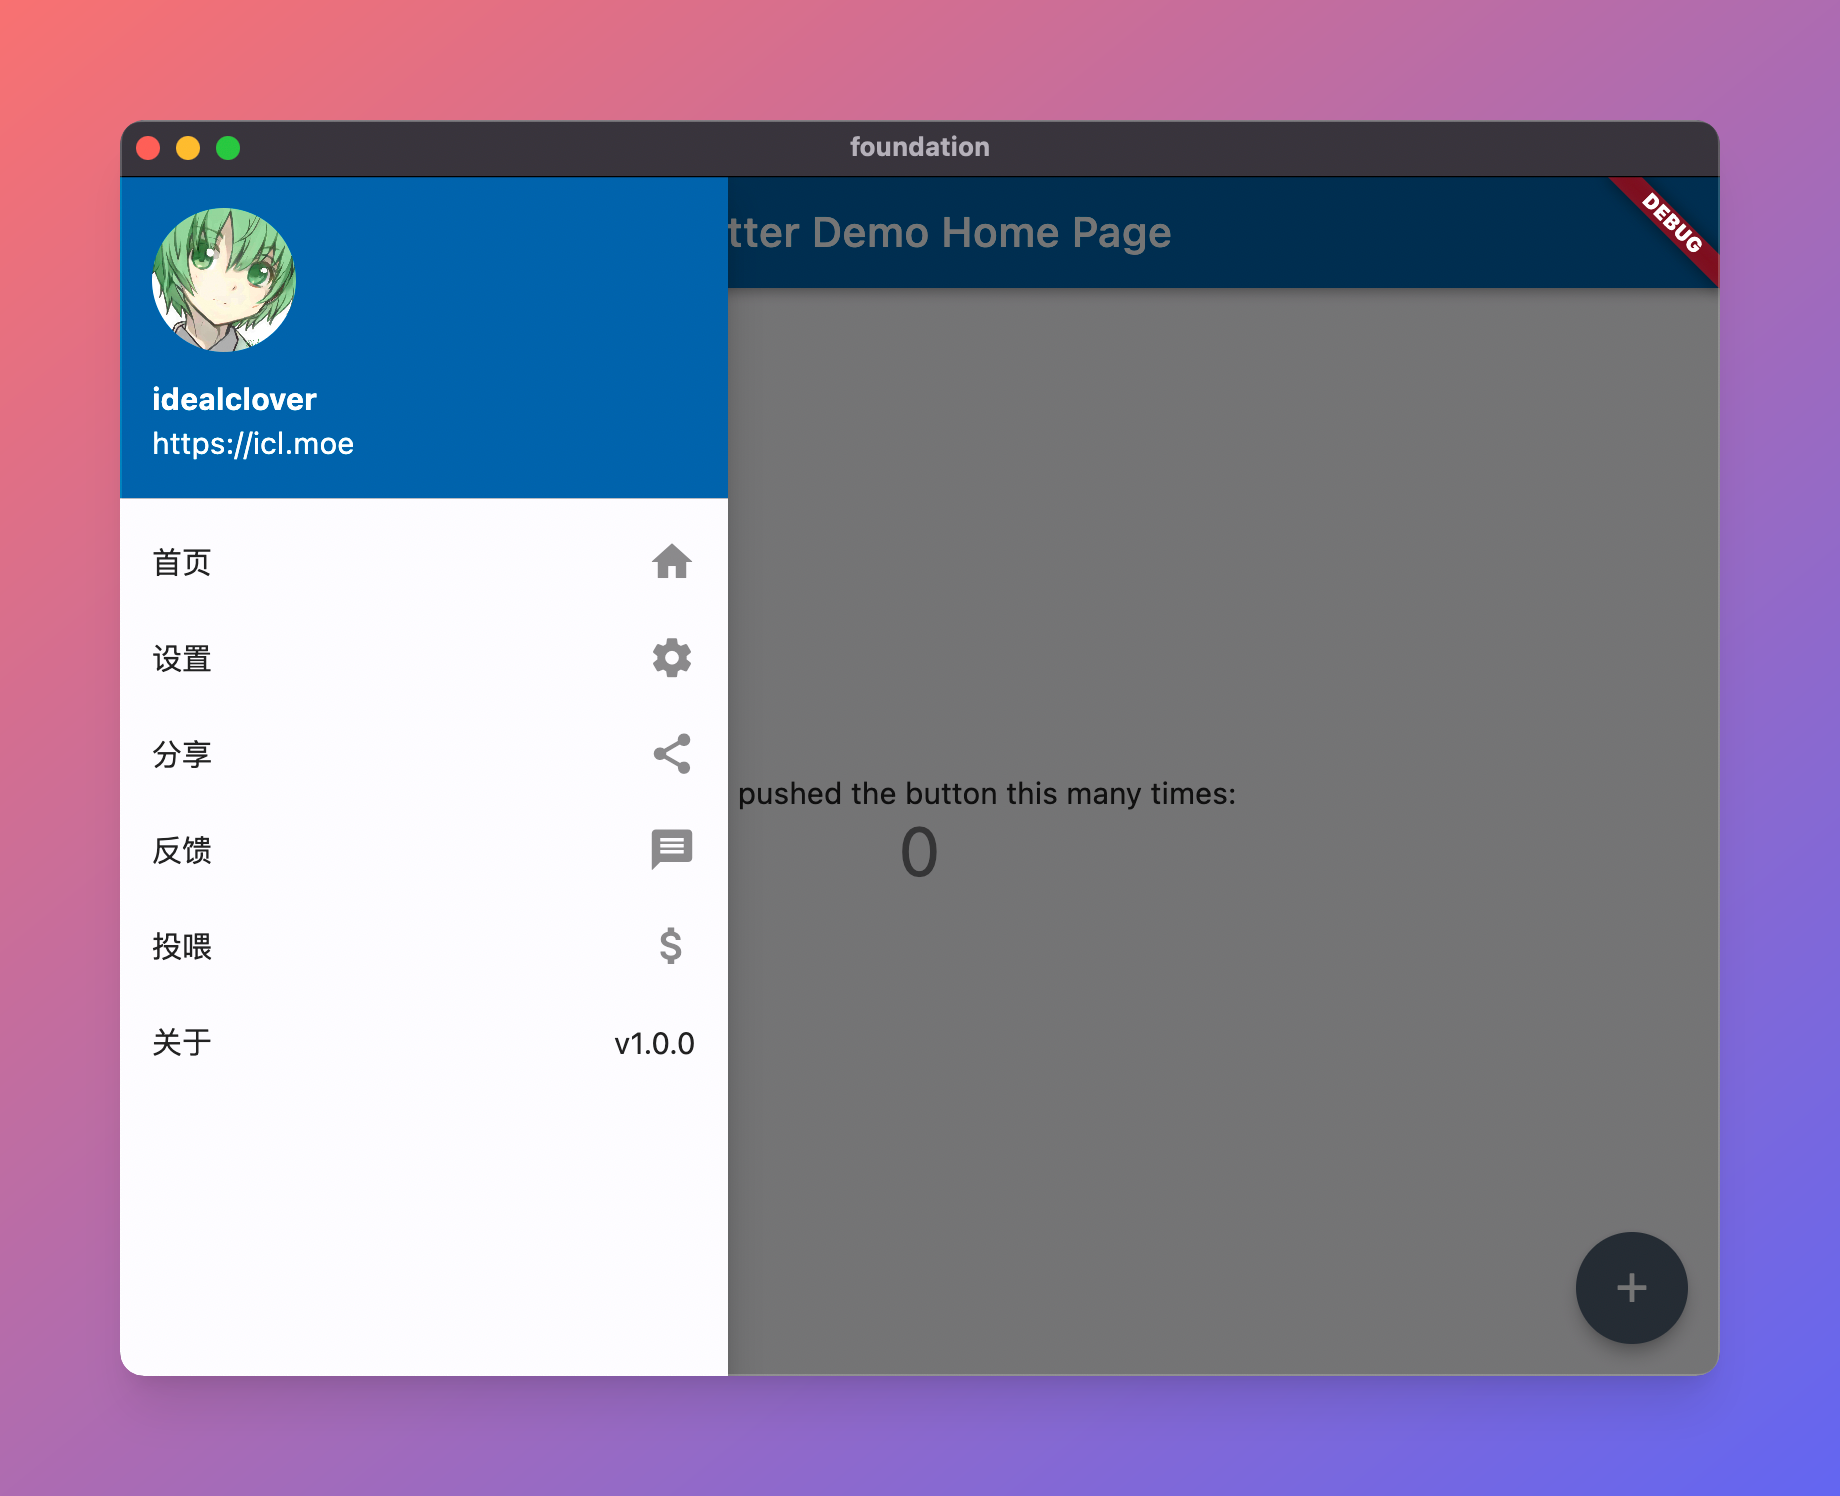 foundation
tter Demo Home Page
DEBUG
idealclover
https://icl.moe
首页
设置
分享
反馈
投喂
关于 v1.0.0
pushed the button this many times:
0